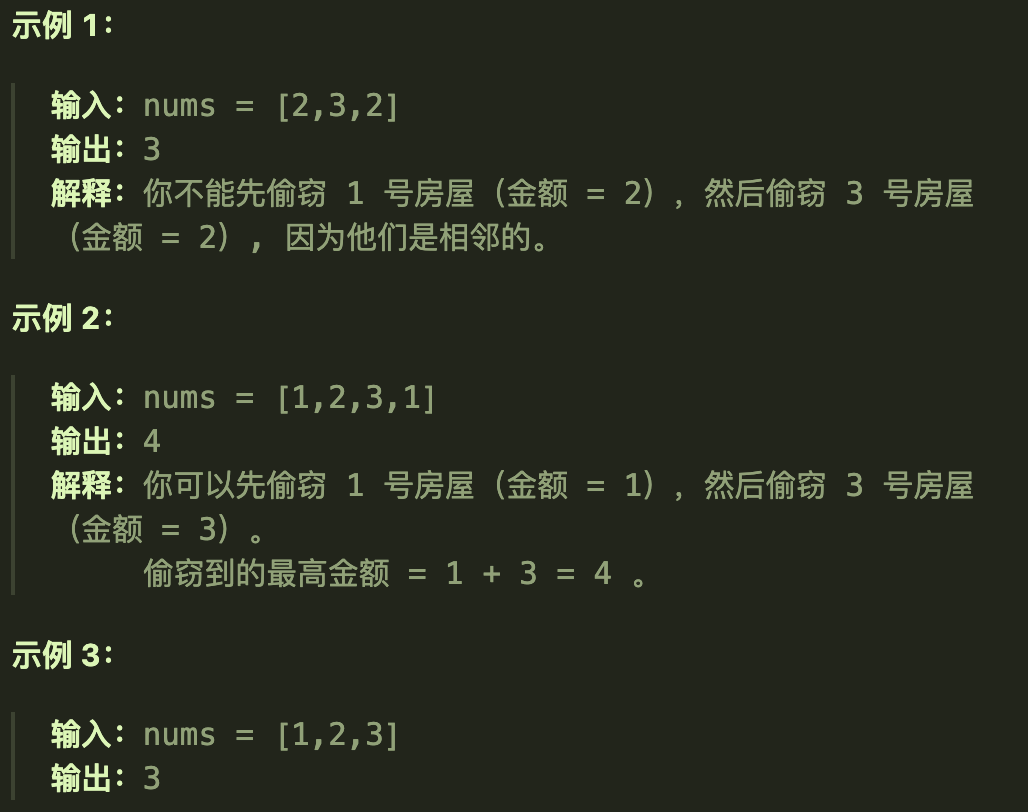 示例 1：
输入：nums = [2,3,2]
输出：3
解释：你不能先偷窃 1 号房屋（金额 = 2），然后偷窃 3 号房屋
（金额 = 2）, 因为他们是相邻的。
示例 2：
输入：nums = [1,2,3,1]
输出：4
解释：你可以先偷窃 1 号房屋（金额 = 1），然后偷窃 3 号房屋
（金额 = 3）。
偷窃到的最高金额 = 1 + 3 = 4 。
示例 3：
输入：nums = [1,2,3]
输出：3